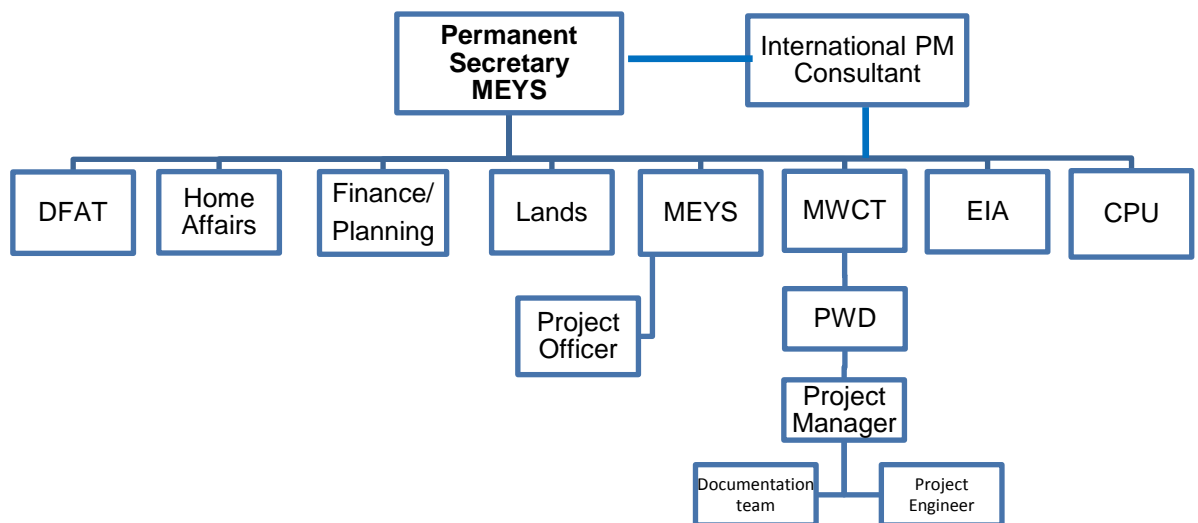 Permanent
Secretary
MEYS
International PM
Consultant
DFAT
Home
Affairs
Finance/
Planning
Lands
MEYS
MWCT
EIA
CPU
Project
Officer
PWD
Project
Manager
Documentation
team
Project
Engineer